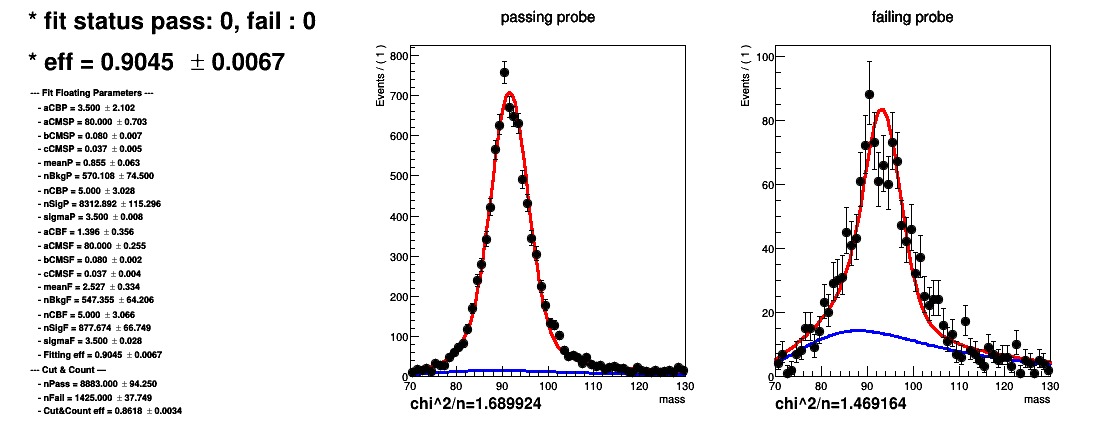 * fit status pass: 0, fail : 0
* eff = 0.9045 ± 0.0067
--- Fit Floating Parameters ---
- aCBP = 3.500 ± 2.102
- aCMSP = 80.000 ± 0.703
- bCMSP = 0.080 ± 0.007
- cCMSP = 0.037 ± 0.005
- meanP = 0.855 ± 0.063
- nBkgP = 570.108 ± 74.500
- nCBP = 5.000 ± 3.028
- nSigP = 8312.892 ± 115.296
- sigmaP = 3.500 ± 0.008
- aCBF = 1.396 ± 0.356
- aCMSF = 80.000 ± 0.255
- bCMSF = 0.080 ± 0.002
- cCMSF = 0.037 ± 0.004
- meanF = 2.527 ± 0.334
- nBkgF = 547.355 ± 64.206
- nCBF = 5.000 ± 3.066
- nSigF = 877.674 ± 66.749
- sigmaF = 3.500 ± 0.028
- Fitting eff = 0.9045 ± 0.0067
--- Cut & Count ---
- nPass = 8883.000 ± 94.250
- nFail = 1425.000 ± 37.749
- Cut&Count eff = 0.8618 ± 0.0034
passing probe
Events / ( 1 )
800
700
600
500
400
300
200
100
0
70 80 90 100 110 120 130
mass
chi^2/n=1.689924
failing probe
Events / ( 1 )
100
80
60
40
20
0
70 80 90 100 110 120 130
mass
chi^2/n=1.469164